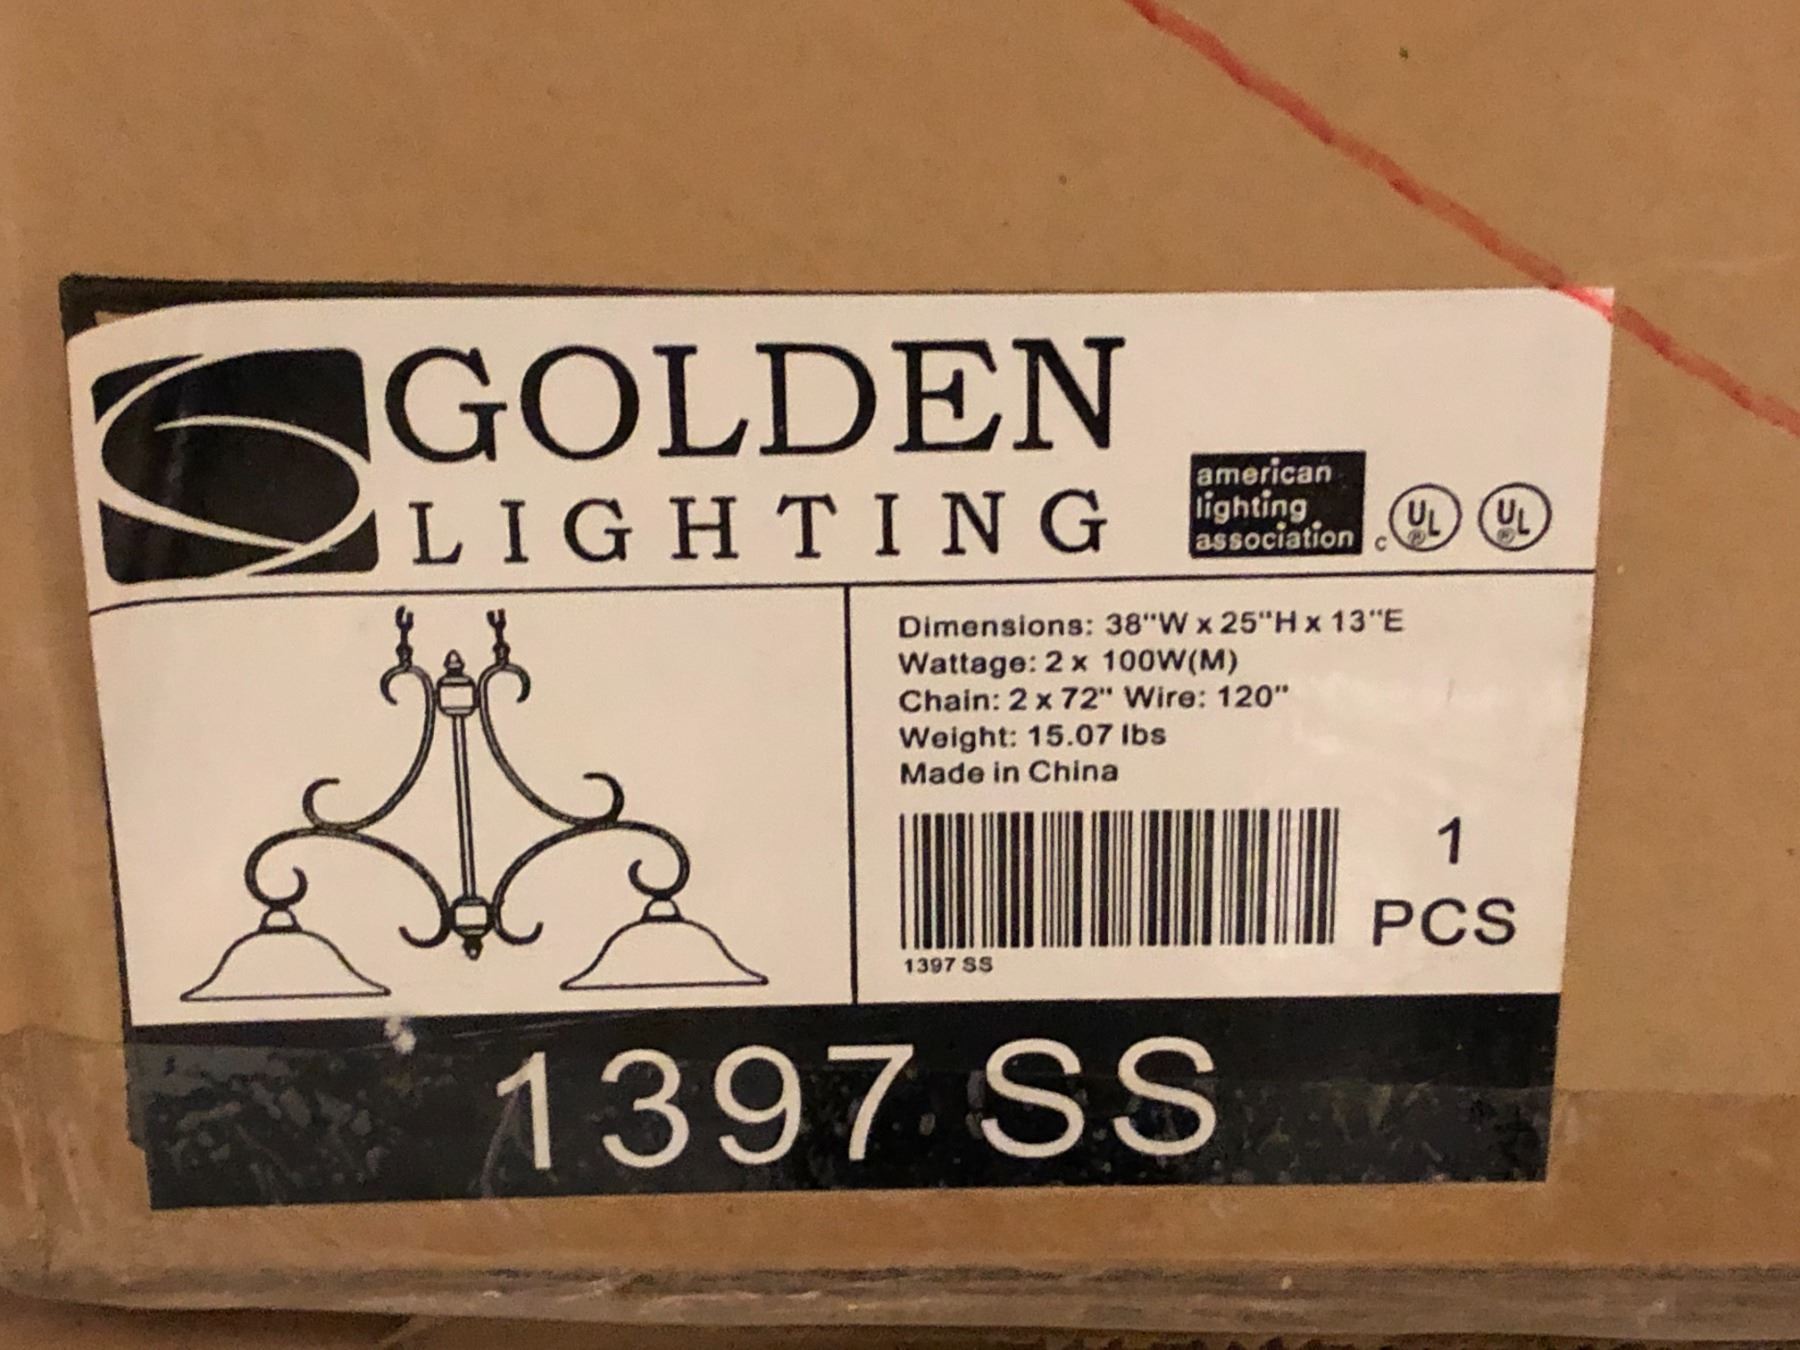 GOLDEN
LIGHTING
american
lighting
association
c UL ® UL ®
Dimensions: 38"W x 25"H x 13"E
Wattage: 2 x 100W(M)
Chain: 2 x 72" Wire: 120"
Weight: 15.07 lbs
Made in China
1
PCS
1397 SS
1397 SS